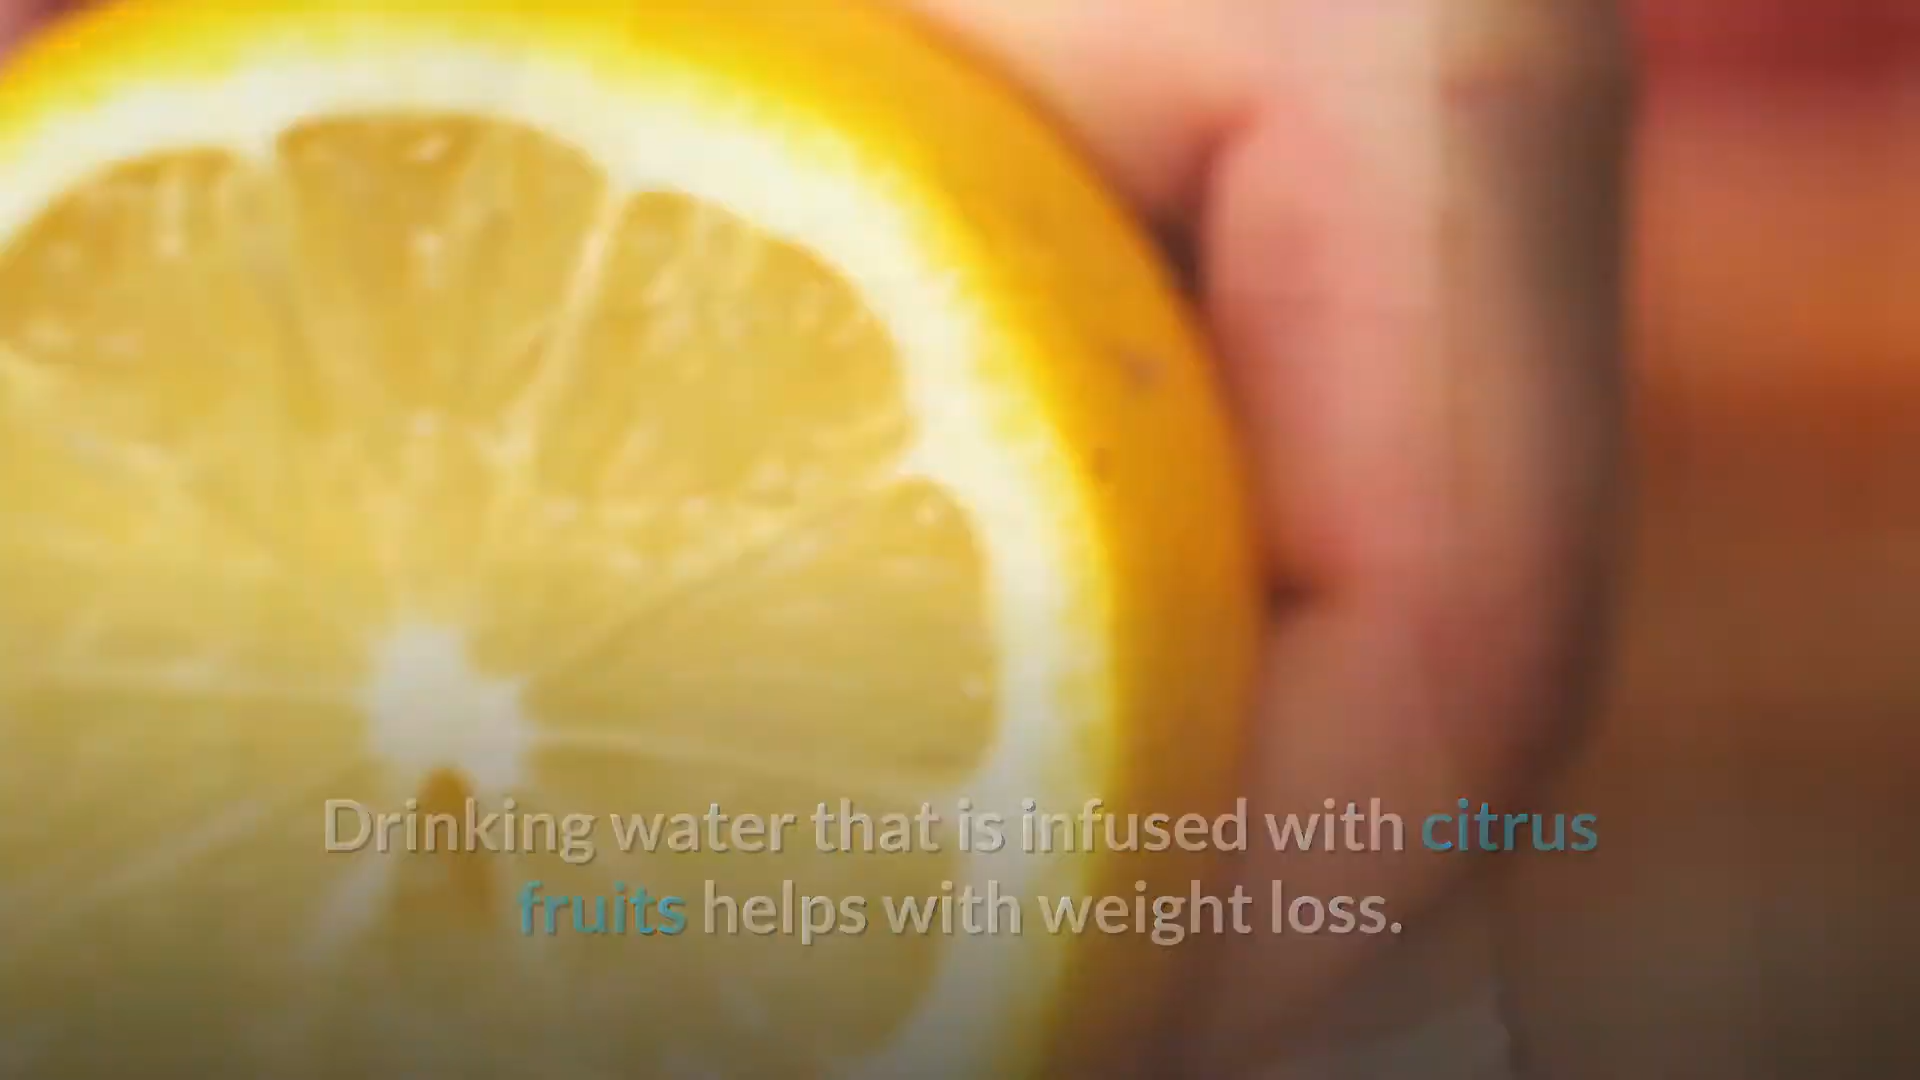 Drinking water that is infused with citrus
fruits helps with weight loss.